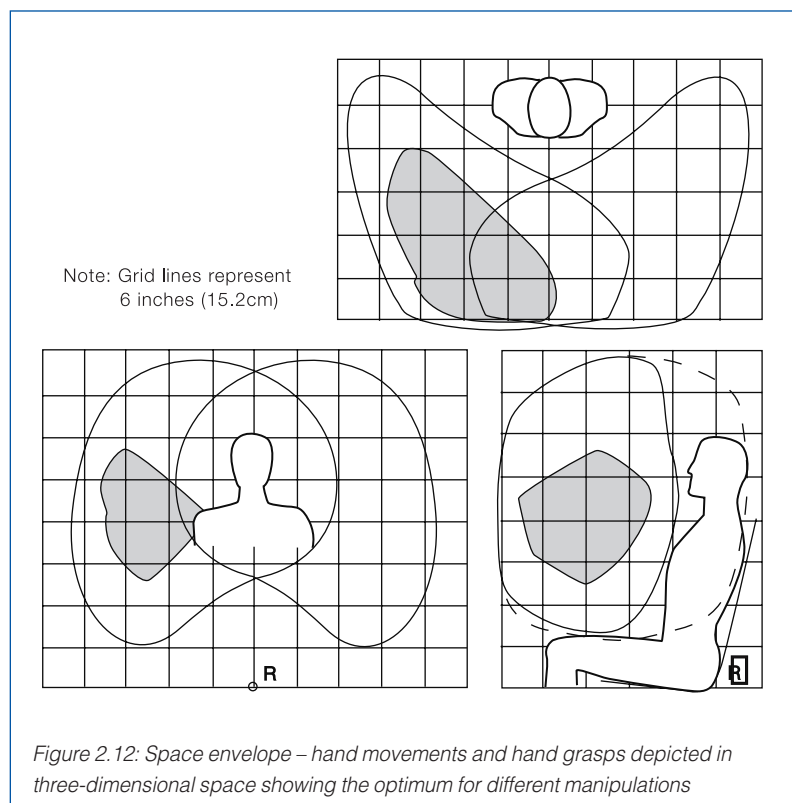 Note: Grid lines represent
6 inches (15.2cm)
R
R
Figure 2.12: Space envelope – hand movements and hand grasps depicted in
three-dimensional space showing the optimum for different manipulations